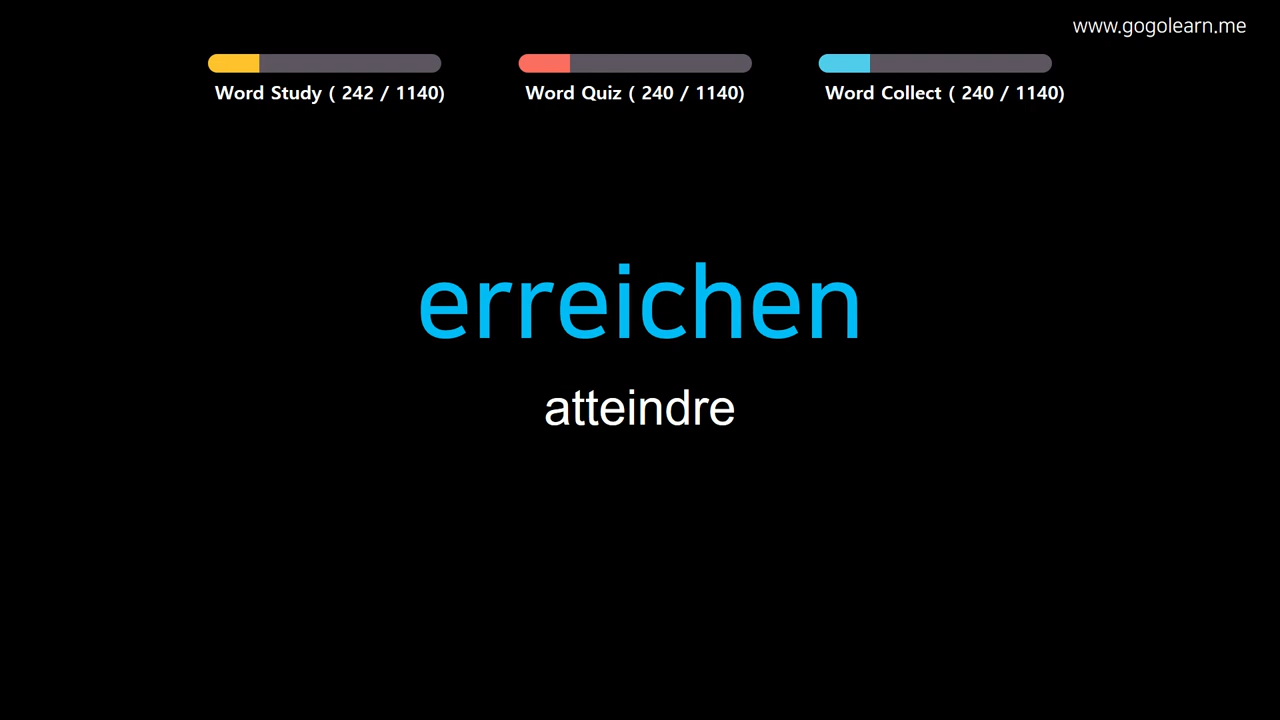 www.gogolearn.me
Word Study ( 242 / 1140)
Word Quiz ( 240 / 1140)
Word Collect ( 240 / 1140)
erreichen
atteindre